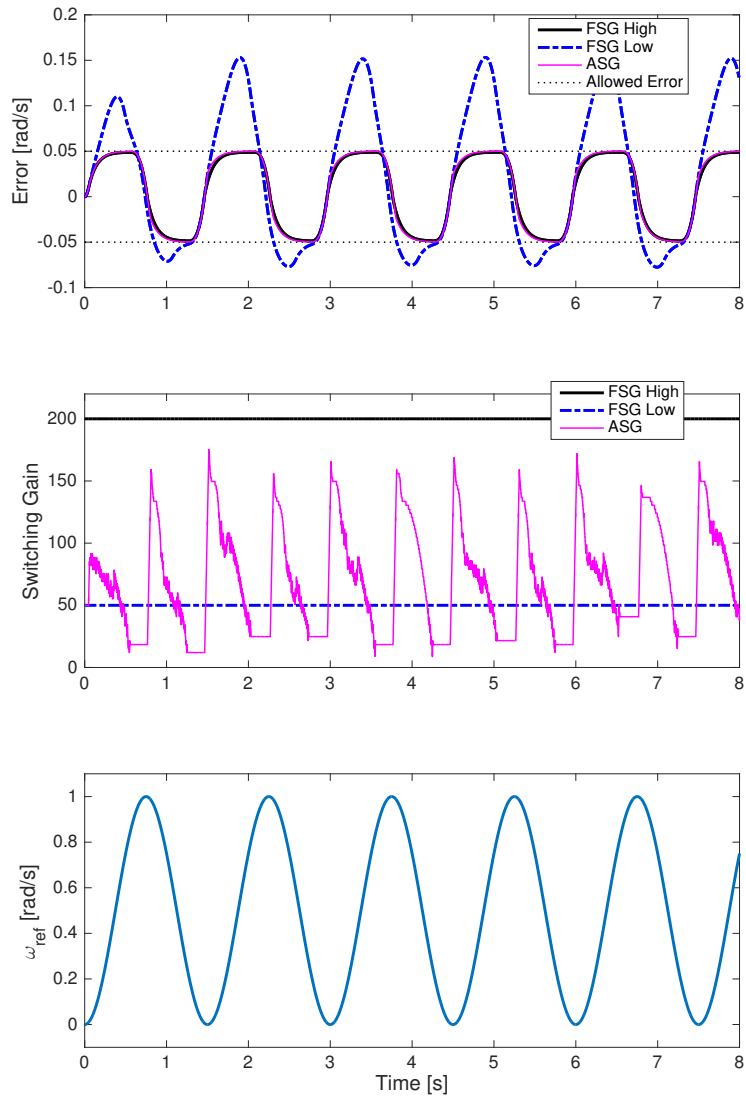 0.2
0.15
0.1
0.05
0
-0.05
-0.1
Error [rad/s]
FSG High
FSG Low
ASG
Allowed Error
0 1 2 3 4 5 6 7 8
200
150
100
50
0
Switching Gain
FSG High
FSG Low
ASG
0 1 2 3 4 5 6 7 8
1
0.8
0.6
0.4
0.2
0
ω_ref [rad/s]
0 1 2 3 4 5 6 7 8
Time [s]